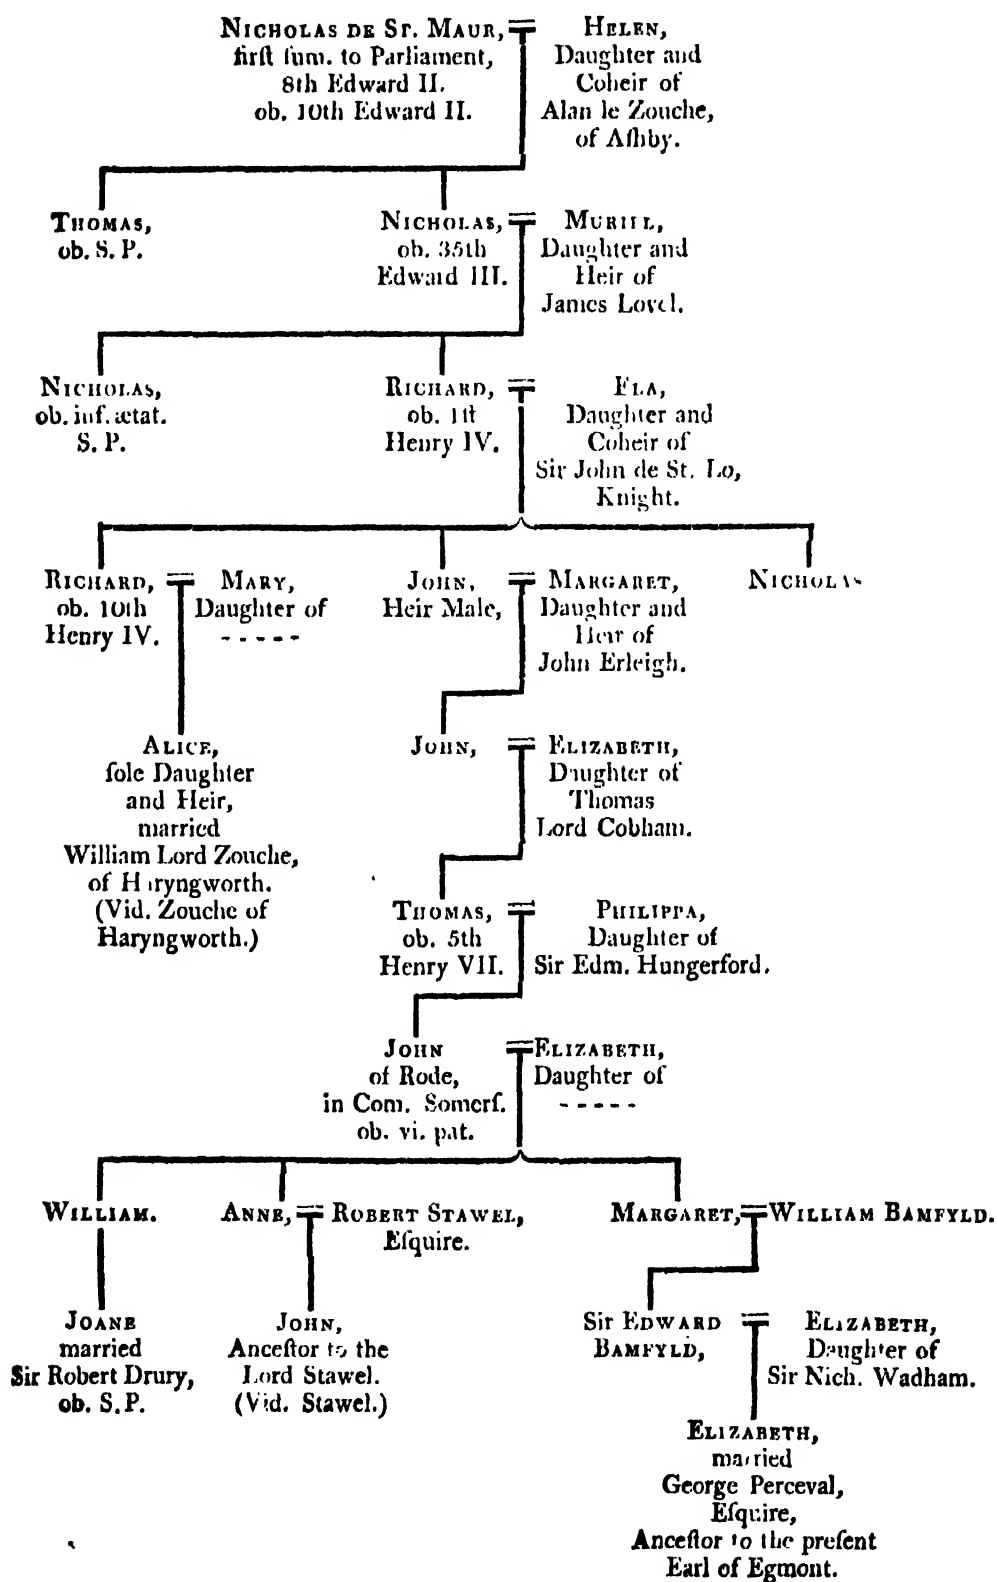 NICHOLAS DE ST. MAUR,
firſt ſum. to Parliament,
8th Edward II.
ob. 10th Edward II.
HELEN,
Daughter and
Coheir of
Alan le Zouche,
of Aſhby.
THOMAS,
ob. S. P.
NICHOLAS,
ob. 35th
Edward III.
MURIEL,
Daughter and
Heir of
James Lovel.
NICHOLAS,
ob. inf. ætat.
S. P.
RICHARD,
ob. 1ſt
Henry IV.
ELA,
Daughter and
Coheir of
Sir John de St. Lo,
Knight.
RICHARD,
ob. 10th
Henry IV.
MARY,
Daughter of
-----
JOHN,
Heir Male,
MARGARET,
Daughter and
Heir of
John Erleigh.
NICHOLAS
ALICE,
ſole Daughter
and Heir,
married
William Lord Zouche,
of Haryngworth.
(Vid. Zouche of
Haryngworth.)
JOHN,
ELIZABETH,
Daughter of
Thomas
Lord Cobham.
THOMAS,
ob. 5th
Henry VII.
PHILIPPA,
Daughter of
Sir Edm. Hungerford.
JOHN
of Rode,
in Com. Somerſ.
ob. vi. pat.
ELIZABETH,
Daughter of
-----
WILLIAM.
ANNE,
ROBERT STAWEL,
Eſquire.
MARGARET,
WILLIAM BAMFYLD.
JOANE
married
Sir Robert Drury,
ob. S.P.
JOHN,
Anceſtor to the
Lord Stawel.
(Vid. Stawel.)
Sir EDWARD
BAMFYLD,
ELIZABETH,
Daughter of
Sir Nich. Wadham.
ELIZABETH,
married
George Perceval,
Eſquire,
Anceſtor to the preſent
Earl of Egmont.